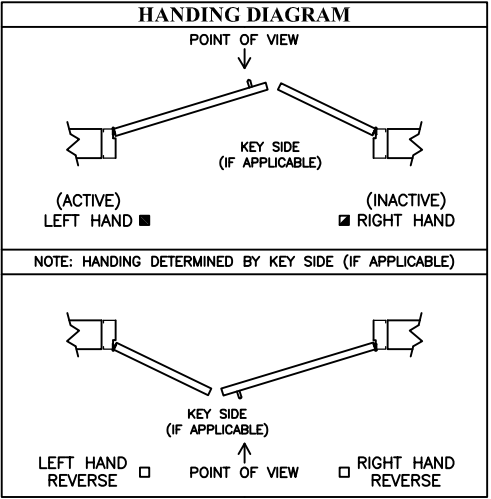 HANDING DIAGRAM
POINT OF VIEW
KEY SIDE
(IF APPLICABLE)
(ACTIVE)
LEFT HAND
(INACTIVE)
RIGHT HAND
NOTE: HANDING DETERMINED BY KEY SIDE (IF APPLICABLE)
KEY SIDE
(IF APPLICABLE)
LEFT HAND
REVERSE
POINT OF VIEW
RIGHT HAND
REVERSE